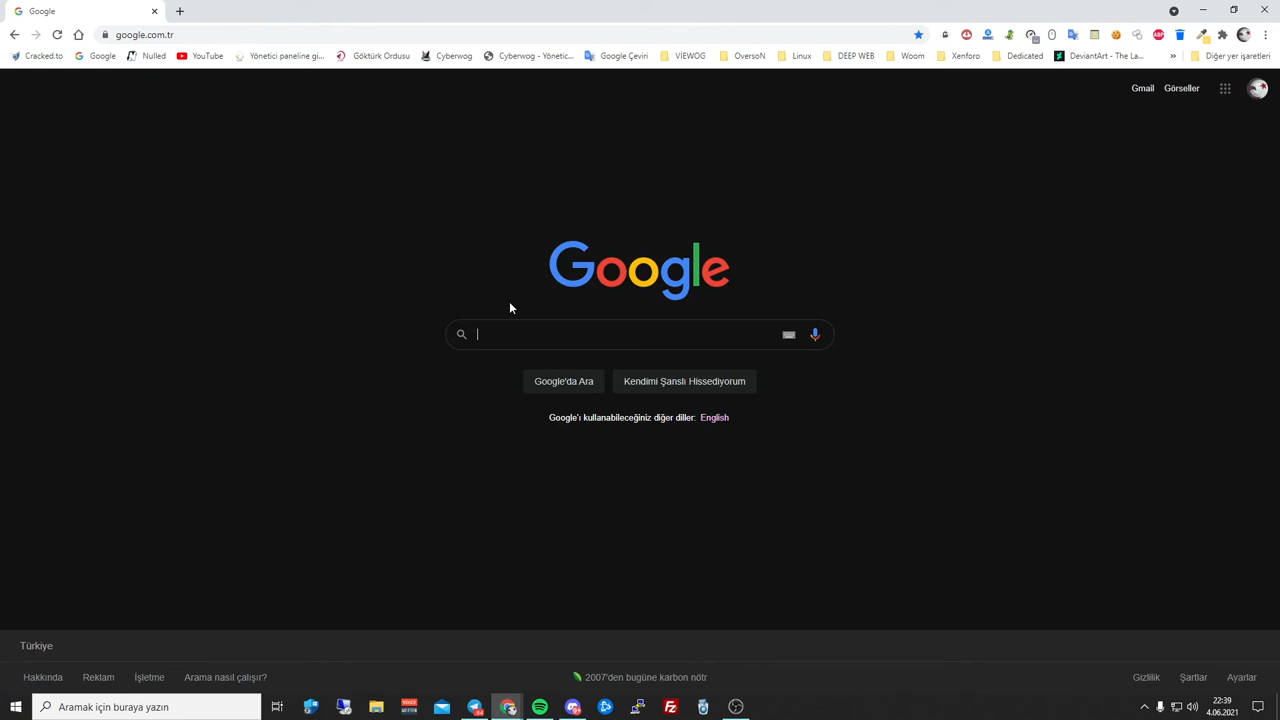 Google
google.com.tr
Cracked.to Google Nulled YouTube Yönetici paneline gi... Göktürk Ordusu Cyberwog Cyberwog - Yönetic... Google Çeviri VİEWOG OversoN Linux DEEP WEB Woom Xenforo Dedicated DeviantArt - The La... » Diğer yer işaretleri
Gmail Görseller
Google
Google'da Ara Kendimi Şanslı Hissediyorum
Google'ı kullanabileceğiniz diğer diller: English
Türkiye
Hakkında Reklam İşletme Arama nasıl çalışır? 2007'den bugüne karbon nötr Gizlilik Şartlar Ayarlar
Aramak için buraya yazın
22:39
4.06.2021